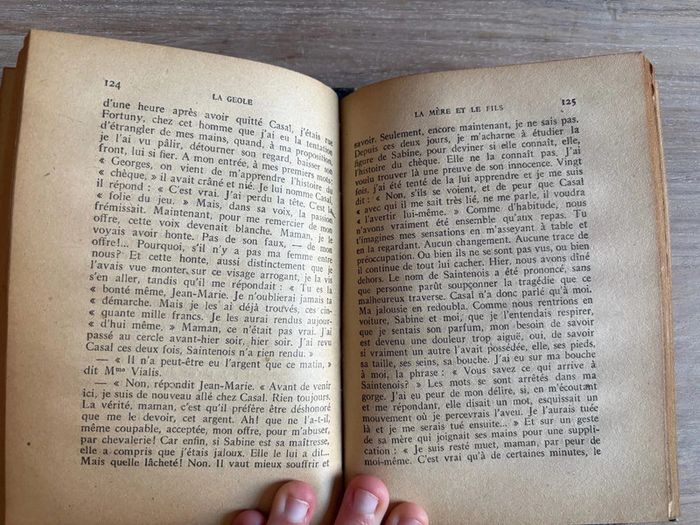 124
LA GEOLE
d'une heure après avoir quitté Casal, j'étais rue
Fortuny, chez cet homme que j'ai eu la tentation
d'étrangler de mes mains, quand, à ma proposition,
je l'ai vu pâlir, détourner son regard, baisser son
front, lui si fier. A mon entrée, à mes premiers mots:
« Georges, on vient de m'apprendre l'histoire du
« chèque, » il avait crâné et nié. Je lui nomme Casal,
il répond : « C'est vrai. J'ai perdu la tête. C'est la
« folie du jeu. » Mais, dans sa voix, la passion
frémissait. Maintenant, pour me remercier de mon
offre, cette voix devenait blanche. Maman, je le
voyais avoir honte. Pas de son faux, — de mon
offre!... Pourquoi, s'il n'y a pas ma femme entre
nous? Et cette honte, aussi distinctement que je
l'avais vue monter, sur ce visage arrogant, je la vis
s'en aller, tandis qu'il me répondait : « Tu es la
« bonté même, Jean-Marie. Je n'oublierai jamais ta
« démarche. Mais je les ai déjà trouvés, ces cin-
« quante mille francs. Je les aurai rendus aujour-
« d'hui même, » Maman, ce n'était pas vrai. J'ai
passé au cercle avant-hier soir, hier soir. J'ai revu
Casal ces deux fois, Saintenois n'a rien rendu. »
— « Il n'a peut-être eu l'argent que ce matin, »
dit Mme Vialis.
— « Non, répondit Jean-Marie. « Avant de venir
ici, je suis de nouveau allé chez Casal. Rien toujours.
La vérité, maman, c'est qu'il préfère être déshonoré
que me le devoir, cet argent. Ah! que ne l'a-t-il,
même coupable, acceptée, mon offre, pour m'abuser,
par chevalerie! Car enfin, si Sabine est sa maîtresse,
elle a compris que j'étais jaloux. Elle le lui a dit...
Mais quelle lâcheté! Non. Il vaut mieux souffrir et
LA MÈRE ET LE FILS
125
savoir. Seulement, encore maintenant, je ne sais pas.
Depuis ces deux jours, je m'acharne à étudier la
figure de Sabine, pour deviner si elle connaît, elle,
l'histoire du chèque. Elle ne la connaît pas. J'ai
voulu trouver là une preuve de son innocence. Vingt
fois, j'ai été tenté de la lui apprendre et je me suis
dit : « Non, s'ils se voient, et de peur que Casal
« avec qui il me sait très lié, ne me parle, il voudra
« l'avertir lui-même. » Comme d'habitude, nous
n'avons vraiment été ensemble qu'aux repas. Tu
t'imagines mes sensations en m'asseyant à table et
en la regardant. Aucun changement. Aucune trace de
préoccupation. Ou bien ils ne se sont pas vus, ou bien
il continue de tout lui cacher. Hier, nous avons dîné
dehors. Le nom de Saintenois a été prononcé, sans
que personne parût soupçonner la tragédie que ce
malheureux traverse. Casal n'a donc parlé qu'à moi.
Ma jalousie en redoubla. Comme nous rentrions en
voiture, Sabine et moi, que je l'entendais respirer,
que je sentais son parfum, mon besoin de savoir
est devenu une douleur trop aiguë, oui, de savoir
si vraiment un autre l'avait possédée, elle, ses pieds,
sa taille, ses seins, sa bouche. J'ai eu sur ma bouche
à moi, la phrase : « Vous savez ce qui arrive à
Saintenois? » Les mots se sont arrêtés dans ma
gorge. J'ai eu peur de mon délire, si, en m'écoutant
et me répondant, elle disait un mot, esquissait un
mouvement où je percevrais l'aveu. Je l'aurais tuée
là et je me serais tué ensuite... » Et sur un geste
de sa mère qui joignait ses mains pour une suppli-
cation : « Je suis resté muet, maman, par peur de
moi-même. C'est vrai qu'à de certaines minutes, le